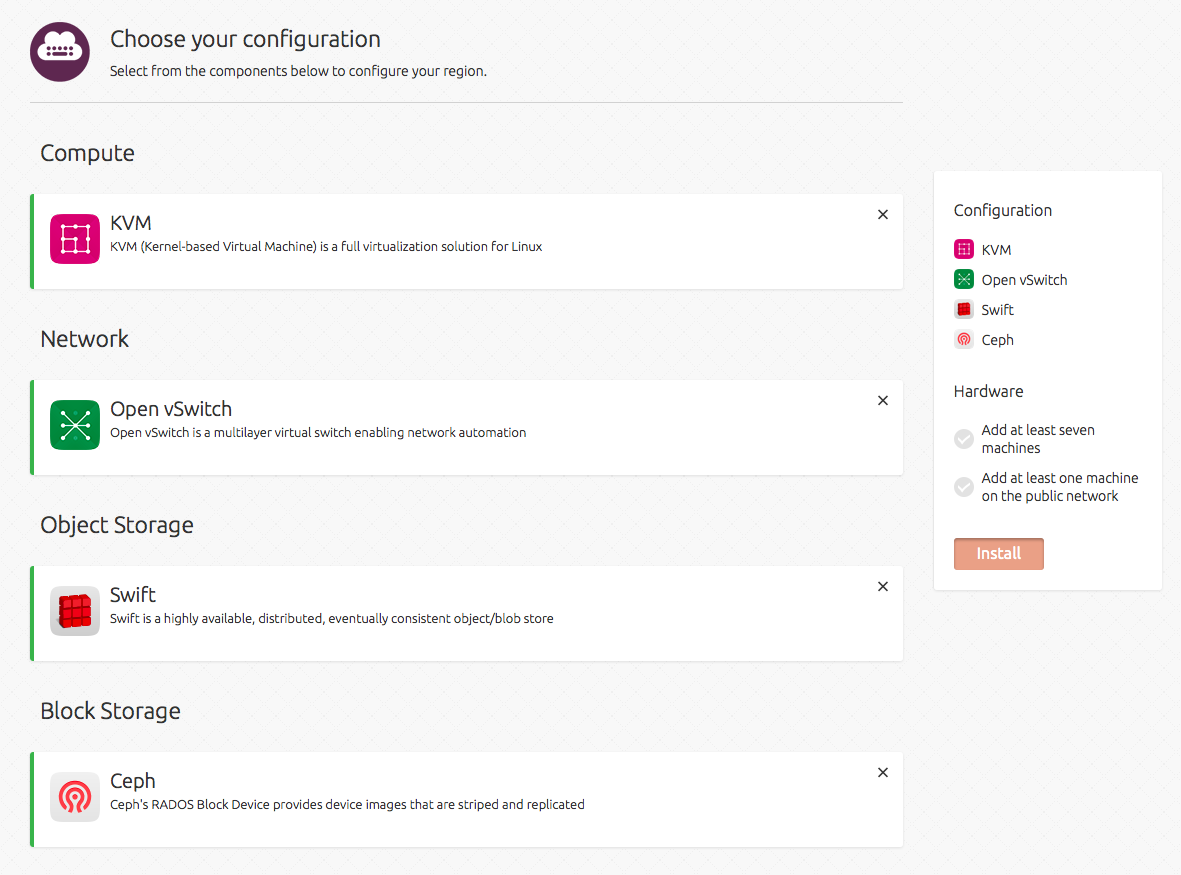 Choose your configuration
Select from the components below to configure your region.
Compute
KVM
KVM (Kernel-based Virtual Machine) is a full virtualization solution for Linux
Network
Open vSwitch
Open vSwitch is a multilayer virtual switch enabling network automation
Object Storage
Swift
Swift is a highly available, distributed, eventually consistent object/blob store
Block Storage
Ceph
Ceph's RADOS Block Device provides device images that are striped and replicated
Configuration
KVM
Open vSwitch
Swift
Ceph
Hardware
Add at least seven
machines
Add at least one machine
on the public network
Install